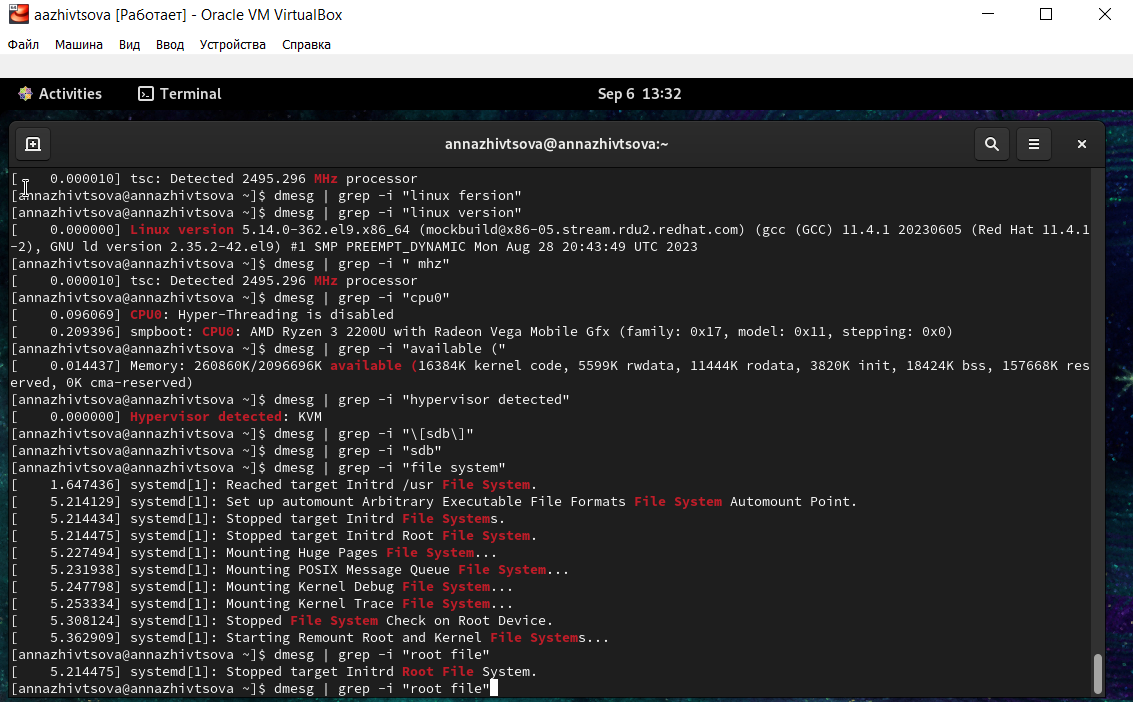 aazhivtsova [Работает] - Oracle VM VirtualBox
Файл Машина Вид Ввод Устройства Справка
Activities Terminal Sep 6 13:32
annazhivtsova@annazhivtsova:~
[    0.000010] tsc: Detected 2495.296 MHz processor
[annazhivtsova@annazhivtsova ~]$ dmesg | grep -i "linux fersion"
[annazhivtsova@annazhivtsova ~]$ dmesg | grep -i "linux version"
[    0.000000] Linux version 5.14.0-362.el9.x86_64 (mockbuild@x86-05.stream.rdu2.redhat.com) (gcc (GCC) 11.4.1 20230605 (Red Hat 11.4.1
-2), GNU ld version 2.35.2-42.el9) #1 SMP PREEMPT_DYNAMIC Mon Aug 28 20:43:49 UTC 2023
[annazhivtsova@annazhivtsova ~]$ dmesg | grep -i " mhz"
[    0.000010] tsc: Detected 2495.296 MHz processor
[annazhivtsova@annazhivtsova ~]$ dmesg | grep -i "cpu0"
[    0.096069] CPU0: Hyper-Threading is disabled
[    0.209396] smpboot: CPU0: AMD Ryzen 3 2200U with Radeon Vega Mobile Gfx (family: 0x17, model: 0x11, stepping: 0x0)
[annazhivtsova@annazhivtsova ~]$ dmesg | grep -i "available ("
[    0.014437] Memory: 260860K/2096696K available (16384K kernel code, 5599K rwdata, 11444K rodata, 3820K init, 18424K bss, 157668K res
erved, 0K cma-reserved)
[annazhivtsova@annazhivtsova ~]$ dmesg | grep -i "hypervisor detected"
[    0.000000] Hypervisor detected: KVM
[annazhivtsova@annazhivtsova ~]$ dmesg | grep -i "\[sdb\]"
[annazhivtsova@annazhivtsova ~]$ dmesg | grep -i "sdb"
[annazhivtsova@annazhivtsova ~]$ dmesg | grep -i "file system"
[    1.647436] systemd[1]: Reached target Initrd /usr File System.
[    5.214129] systemd[1]: Set up automount Arbitrary Executable File Formats File System Automount Point.
[    5.214434] systemd[1]: Stopped target Initrd File Systems.
[    5.214475] systemd[1]: Stopped target Initrd Root File System.
[    5.227494] systemd[1]: Mounting Huge Pages File System...
[    5.231938] systemd[1]: Mounting POSIX Message Queue File System...
[    5.247798] systemd[1]: Mounting Kernel Debug File System...
[    5.253334] systemd[1]: Mounting Kernel Trace File System...
[    5.308124] systemd[1]: Stopped File System Check on Root Device.
[    5.362909] systemd[1]: Starting Remount Root and Kernel File Systems...
[annazhivtsova@annazhivtsova ~]$ dmesg | grep -i "root file"
[    5.214475] systemd[1]: Stopped target Initrd Root File System.
[annazhivtsova@annazhivtsova ~]$ dmesg | grep -i "root file"